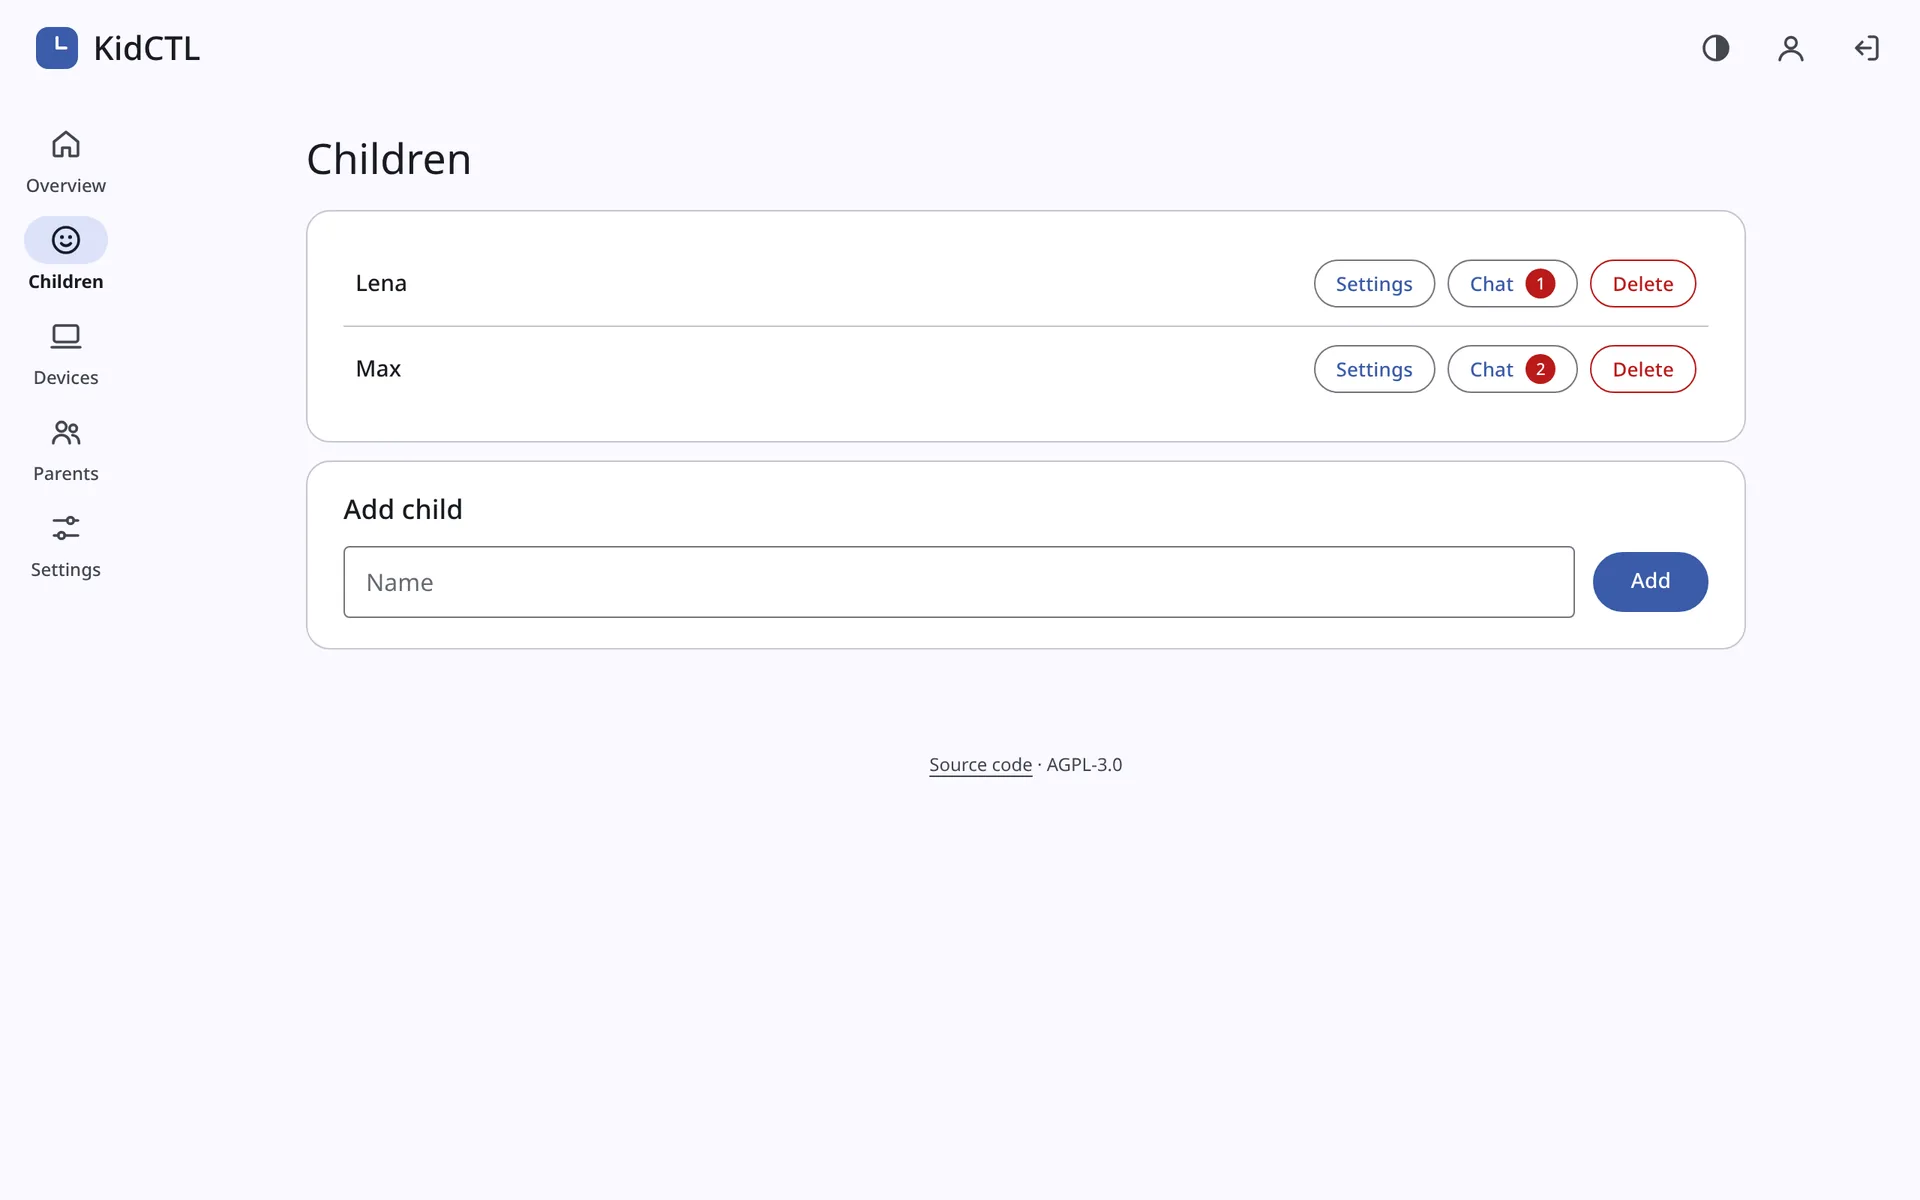 KidCTL
Overview
Children
Devices
Parents
Settings
Children
Lena Settings Chat 1 Delete
Max Settings Chat 2 Delete
Add child
Name Add
Source code · AGPL-3.0